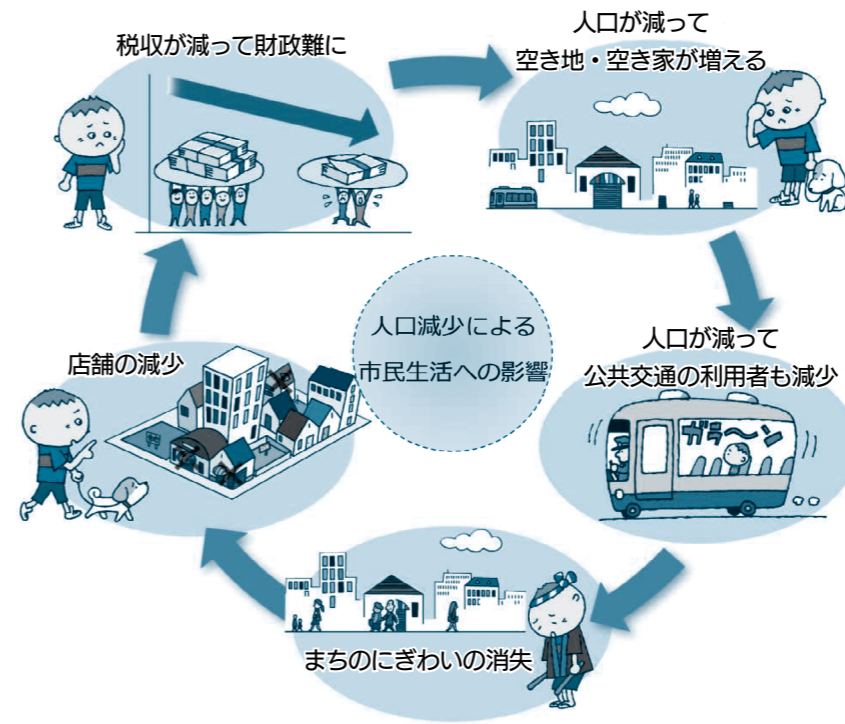 税収が減って財政難に
人口が減って
空き地・空き家が増える
人口減少による
市民生活への影響
人口が減って
公共交通の利用者も減少
ガラ〜ン
店舗の減少
まちのにぎわいの消失